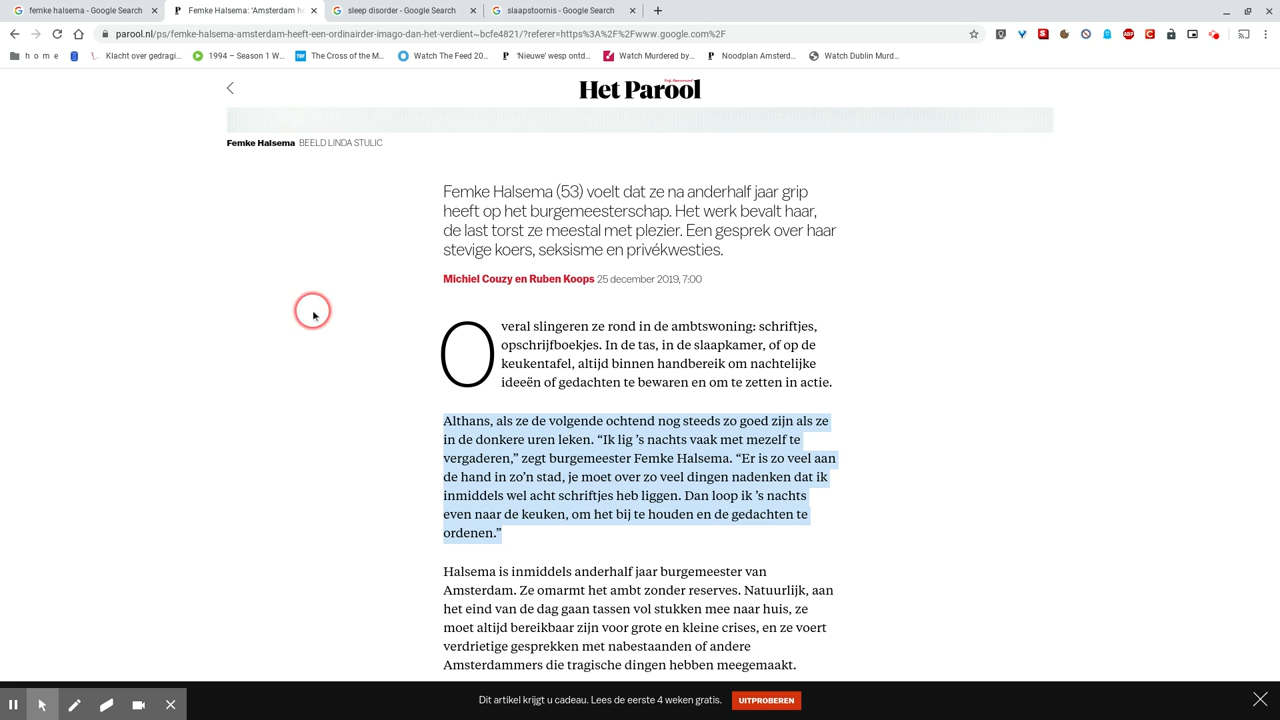 femke halsema - Google Search
Femke Halsema: 'Amsterdam he
sleep disorder - Google Search
slaapstoornis - Google Search
parool.nl/ps/femke-halsema-amsterdam-heeft-een-ordinairder-imago-dan-het-verdient~bcfe4821/?referer=https%3A%2F%2Fwww.google.com%2F
h o m e
Klacht over gedragi...
1994 – Season 1 W...
The Cross of the M...
Watch The Feed 20...
'Nieuwe' wesp ontd...
Watch Murdered by...
Noodplan Amsterd...
Watch Dublin Murd...
Het Parool
Femke Halsema BEELD LINDA STULIC
Femke Halsema (53) voelt dat ze na anderhalf jaar grip
heeft op het burgemeesterschap. Het werk bevalt haar,
de last torst ze meestal met plezier. Een gesprek over haar
stevige koers, seksisme en privékwesties.
Michiel Couzy en Ruben Koops 25 december 2019, 7:00
Overal slingeren ze rond in de ambtswoning: schriftjes,
opschrijfboekjes. In de tas, in de slaapkamer, of op de
keukentafel, altijd binnen handbereik om nachtelijke
ideeën of gedachten te bewaren en om te zetten in actie.
Althans, als ze de volgende ochtend nog steeds zo goed zijn als ze
in de donkere uren leken. “Ik lig ’s nachts vaak met mezelf te
vergaderen,” zegt burgemeester Femke Halsema. “Er is zo veel aan
de hand in zo’n stad, je moet over zo veel dingen nadenken dat ik
inmiddels wel acht schriftjes heb liggen. Dan loop ik ’s nachts
even naar de keuken, om het bij te houden en de gedachten te
ordenen.”
Halsema is inmiddels anderhalf jaar burgemeester van
Amsterdam. Ze omarmt het ambt zonder reserves. Natuurlijk, aan
het eind van de dag gaan tassen vol stukken mee naar huis, ze
moet altijd bereikbaar zijn voor grote en kleine crises, en ze voert
verdrietige gesprekken met nabestaanden of andere
Amsterdammers die tragische dingen hebben meegemaakt.
Dit artikel krijgt u cadeau. Lees de eerste 4 weken gratis.
UITPROBEREN